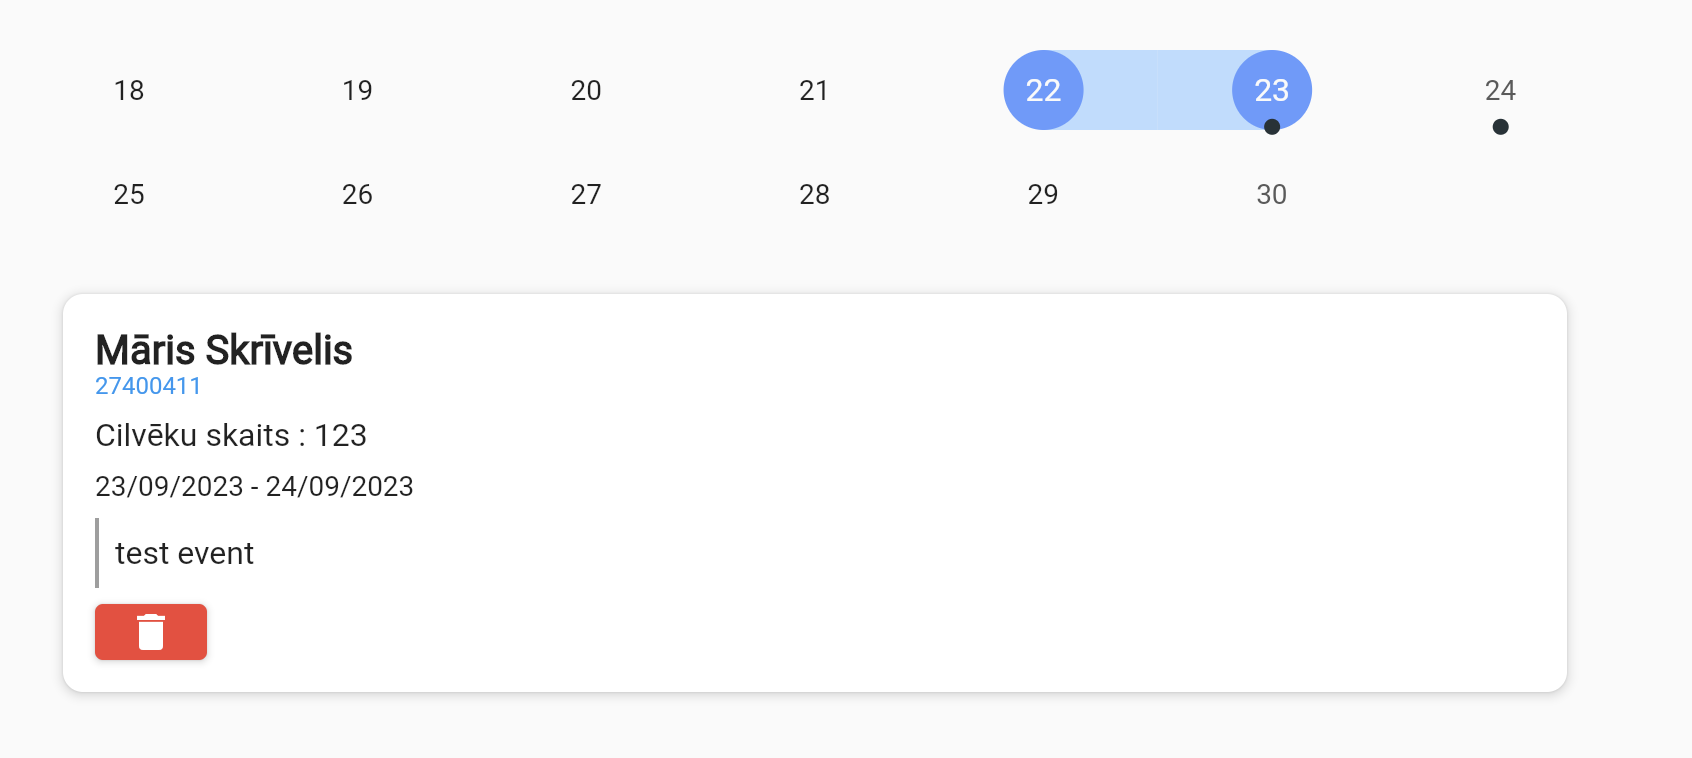 18 19 20 21 22 23 24
25 26 27 28 29 30
Māris Skrīvelis
27400411
Cilvēku skaits : 123
23/09/2023 - 24/09/2023
test event